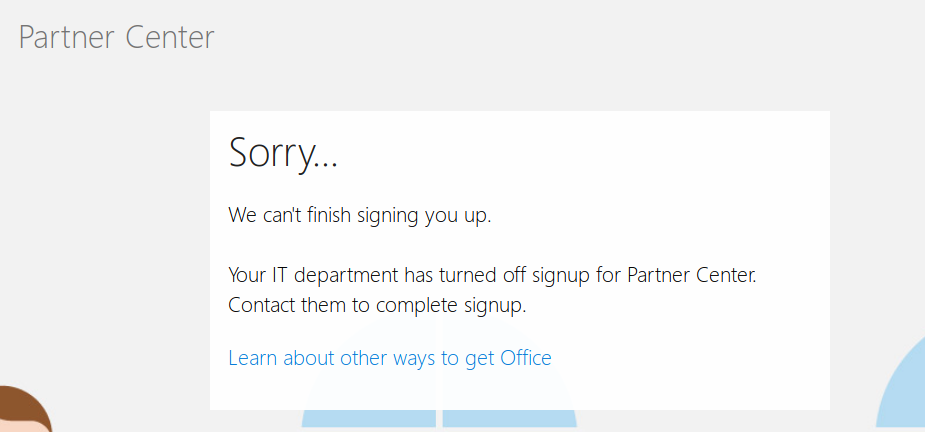 Partner Center
Sorry...
We can't finish signing you up.
Your IT department has turned off signup for Partner Center.
Contact them to complete signup.
Learn about other ways to get Office